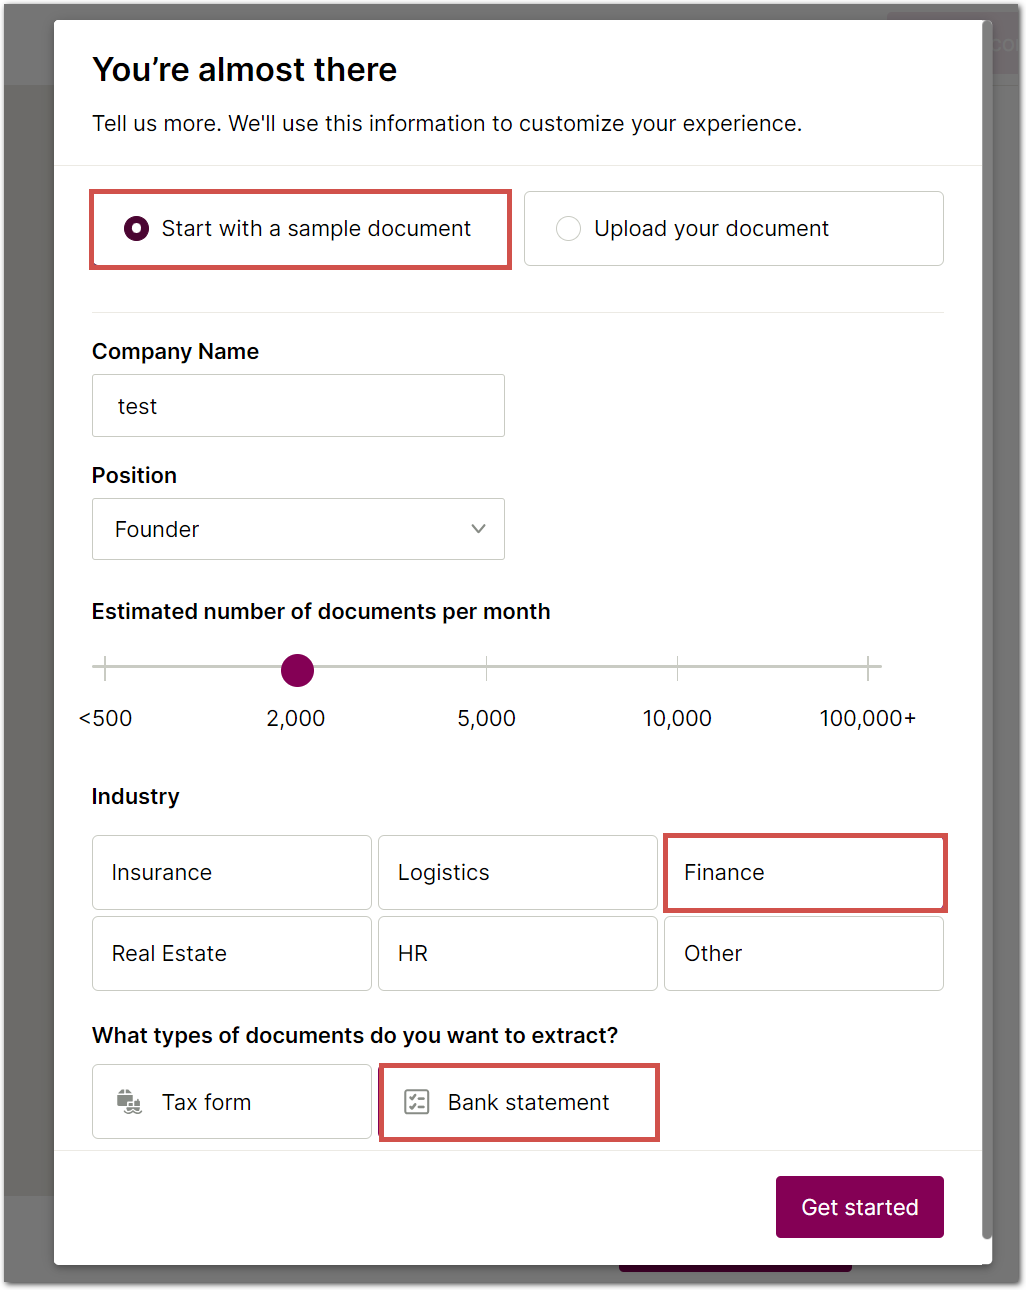 You're almost there
Tell us more. We'll use this information to customize your experience.
Start with a sample document
Upload your document
Company Name
test
Position
Founder
Estimated number of documents per month
<500 2,000 5,000 10,000 100,000+
Industry
Insurance Logistics Finance
Real Estate HR Other
What types of documents do you want to extract?
Tax form Bank statement
Get started